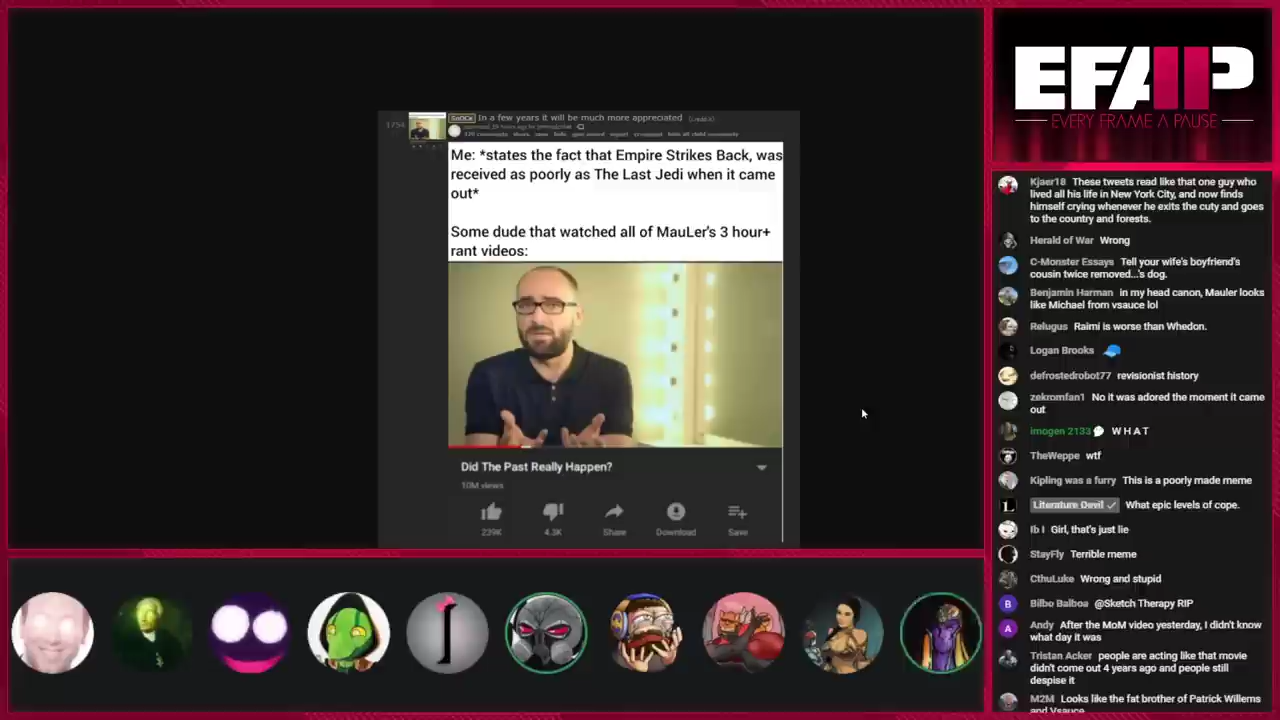 1754
In a few years it will be much more appreciated
Me: *states the fact that Empire Strikes Back, was
received as poorly as The Last Jedi when it came
out*
Some dude that watched all of MauLer's 3 hour+
rant videos:
Did The Past Really Happen?
10M views
239K
4.3K
Share
Download
Save
EFAP
EVERY FRAME A PAUSE
Kjaer18 These tweets read like that one guy who
lived all his life in New York City, and now finds
himself crying whenever he exits the cuty and goes
to the country and forests.
Herald of War Wrong
C-Monster Essays Tell your wife's boyfriend's
cousin twice removed...'s dog.
Benjamin Harman in my head canon, Mauler looks
like Michael from vsauce lol
Relugus Raimi is worse than Whedon.
Logan Brooks
defrostedrobot77 revisionist history
zekromfan1 No it was adored the moment it came
out
imogen 2133 W H A T
TheWeppe wtf
Kipling was a furry This is a poorly made meme
Literature Devil What epic levels of cope.
Ib I Girl, that's just lie
StayFly Terrible meme
CthuLuke Wrong and stupid
B Bilbo Balboa @Sketch Therapy RIP
A Andy After the MoM video yesterday, I didn't know
what day it was
Tristan Acker people are acting like that movie
didn't come out 4 years ago and people still
despise it
M2M Looks like the fat brother of Patrick Willems
and Vsauce